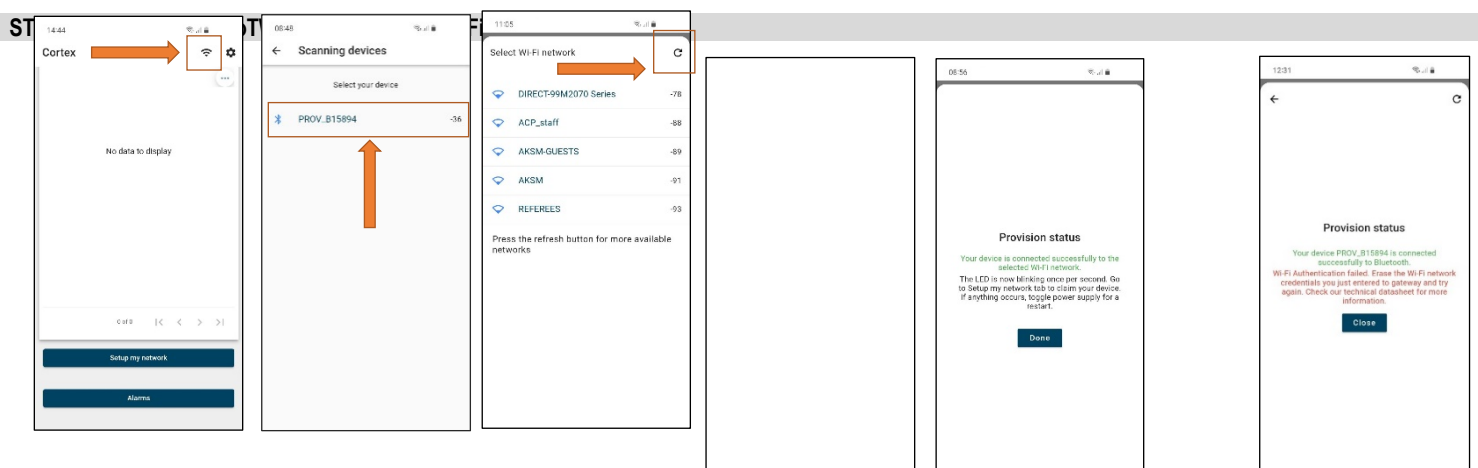 ST
14:44
Cortex
...
No data to display
0 of 0 |< < > >|
Setup my network
Alarms
08:48
← Scanning devices
Select your device
PROV_B15894 -36
11:05
Select Wi-Fi network
DIRECT-99M2070 Series -78
ACP_staff -88
AKSM-GUESTS -89
AKSM -91
REFEREES -93
Press the refresh button for more available
networks
08:56
Provision status
Your device is connected successfully to the
selected Wi-Fi network.
The LED is now blinking once per second. Go
to Setup my network tab to claim your device.
If anything occurs, toggle power supply for a
restart.
Done
12:31
←
Provision status
Your device PROV_B15894 is connected
successfully to Bluetooth.
Wi-Fi Authentication failed. Erase the Wi-Fi network
credentials you just entered to gateway and try
again. Check our technical datasheet for more
information.
Close